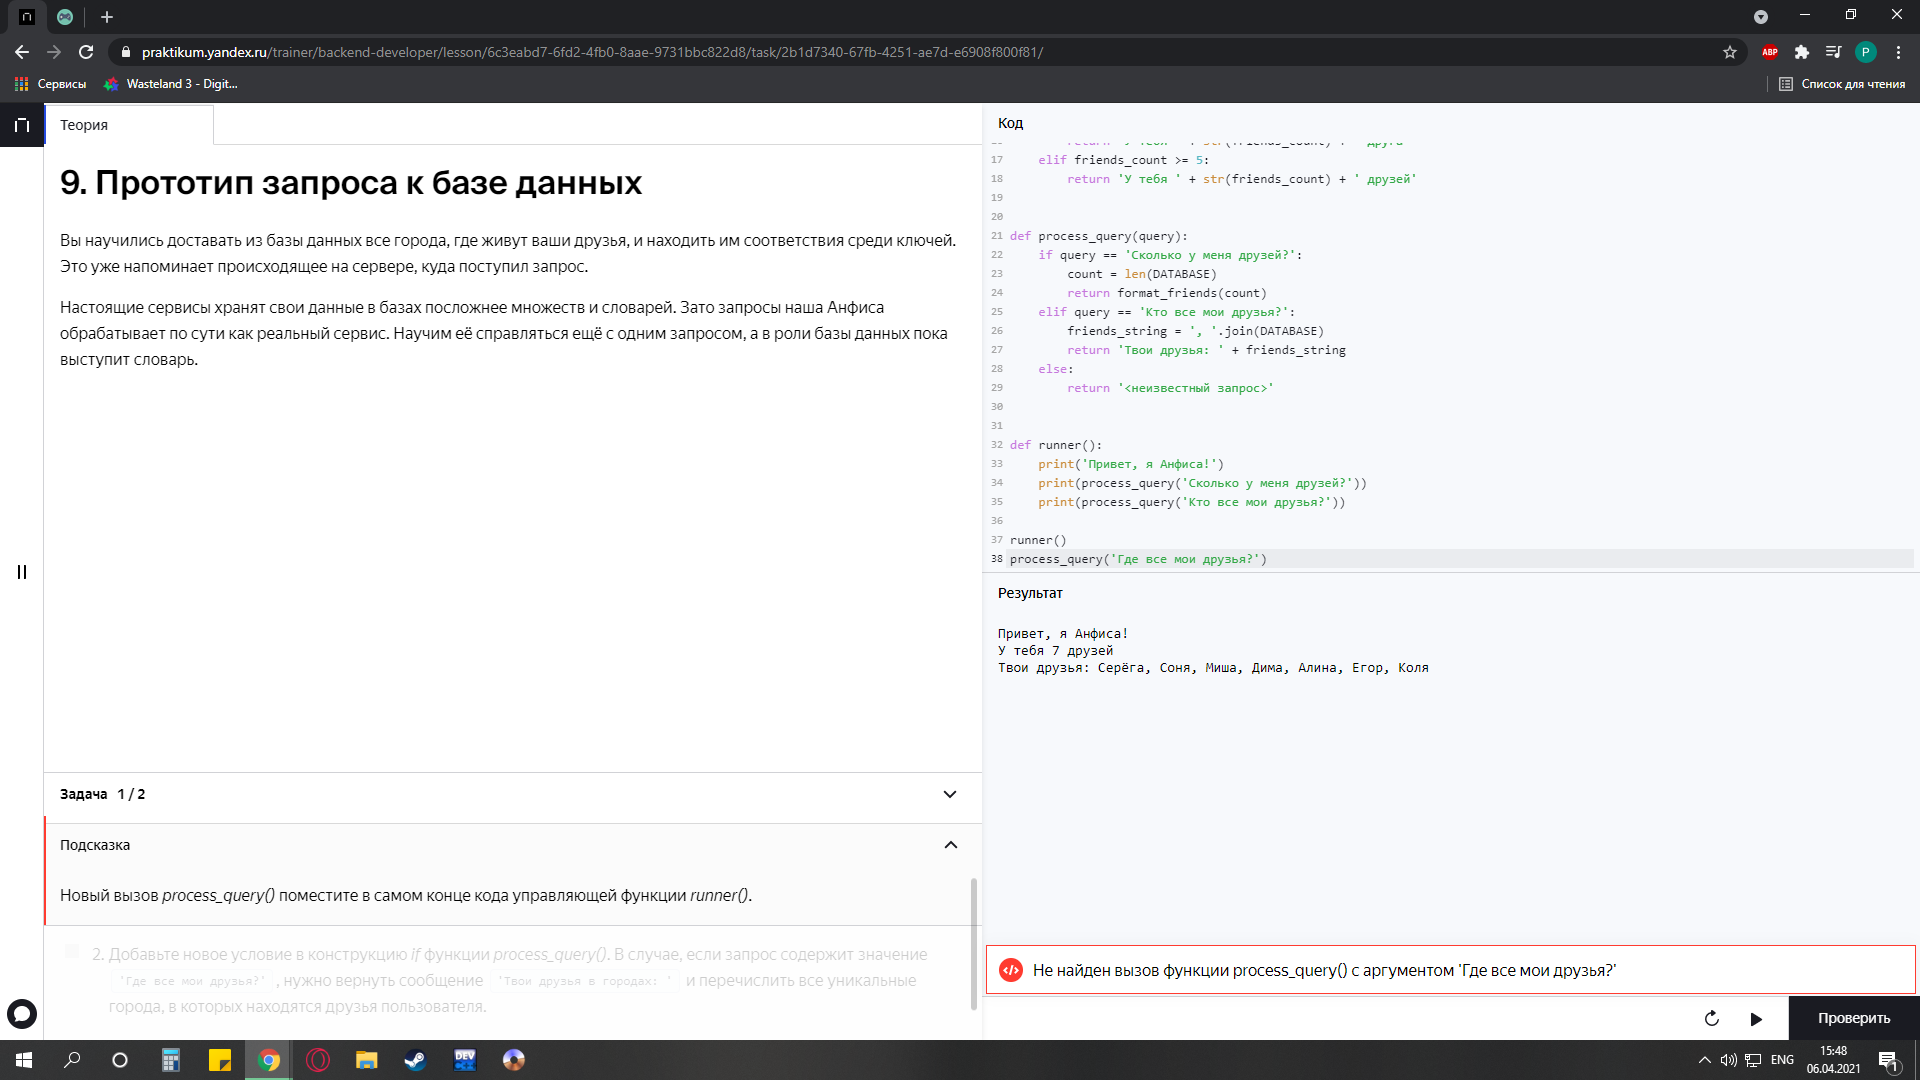 praktikum.yandex.ru/trainer/backend-developer/lesson/6c3eabd7-6fd2-4fb0-8aae-9731bbc822d8/task/2b1d7340-67fb-4251-ae7d-e6908f800f81/
ABP
P
Сервисы
Wasteland 3 - Digit...
Список для чтения
Теория
9. Прототип запроса к базе данных
Вы научились доставать из базы данных все города, где живут ваши друзья, и находить им соответствия среди ключей.
Это уже напоминает происходящее на сервере, куда поступил запрос.
Настоящие сервисы хранят свои данные в базах посложнее множеств и словарей. Зато запросы наша Анфиса
обрабатывает по сути как реальный сервис. Научим её справляться ещё с одним запросом, а в роли базы данных пока
выступит словарь.
Задача 1 / 2
Подсказка
Новый вызов process_query() поместите в самом конце кода управляющей функции runner().
2. Добавьте новое условие в конструкцию if функции process_query(). В случае, если запрос содержит значение
'Где все мои друзья?' , нужно вернуть сообщение 'Твои друзья в городах: ' и перечислить все уникальные
города, в которых находятся друзья пользователя.
Код
17 elif friends_count >= 5:
18 return 'У тебя ' + str(friends_count) + ' друзей'
19
20
21 def process_query(query):
22 if query == 'Сколько у меня друзей?':
23 count = len(DATABASE)
24 return format_friends(count)
25 elif query == 'Кто все мои друзья?':
26 friends_string = ', '.join(DATABASE)
27 return 'Твои друзья: ' + friends_string
28 else:
29 return '<неизвестный запрос>'
30
31
32 def runner():
33 print('Привет, я Анфиса!')
34 print(process_query('Сколько у меня друзей?'))
35 print(process_query('Кто все мои друзья?'))
36
37 runner()
38 process_query('Где все мои друзья?')
Результат
Привет, я Анфиса!
У тебя 7 друзей
Твои друзья: Серёга, Соня, Миша, Дима, Алина, Егор, Коля
Не найден вызов функции process_query() с аргументом 'Где все мои друзья?'
Проверить
DEV
C++
ENG
15:48
06.04.2021
1